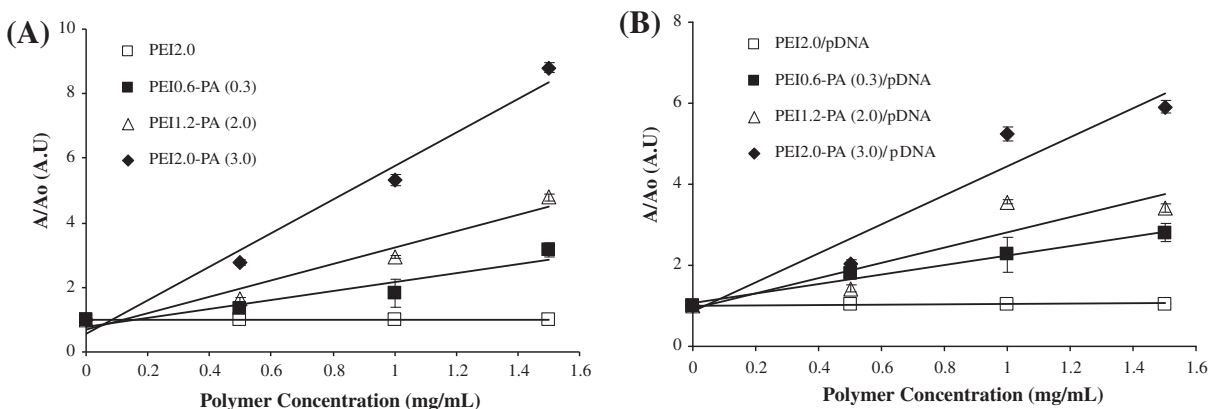 (A)
PEI2.0
PEI0.6-PA (0.3)
PEI1.2-PA (2.0)
PEI2.0-PA (3.0)
A/Ao (A.U)
10
8
6
4
2
0
0 0.2 0.4 0.6 0.8 1 1.2 1.4 1.6
Polymer Concentration (mg/mL)
(B)
PEI2.0/pDNA
PEI0.6-PA (0.3)/pDNA
PEI1.2-PA (2.0)/pDNA
PEI2.0-PA (3.0)/pDNA
A/Ao (A.U)
8
6
4
2
0
0 0.2 0.4 0.6 0.8 1 1.2 1.4 1.6
Polymer Concentration (mg/mL)